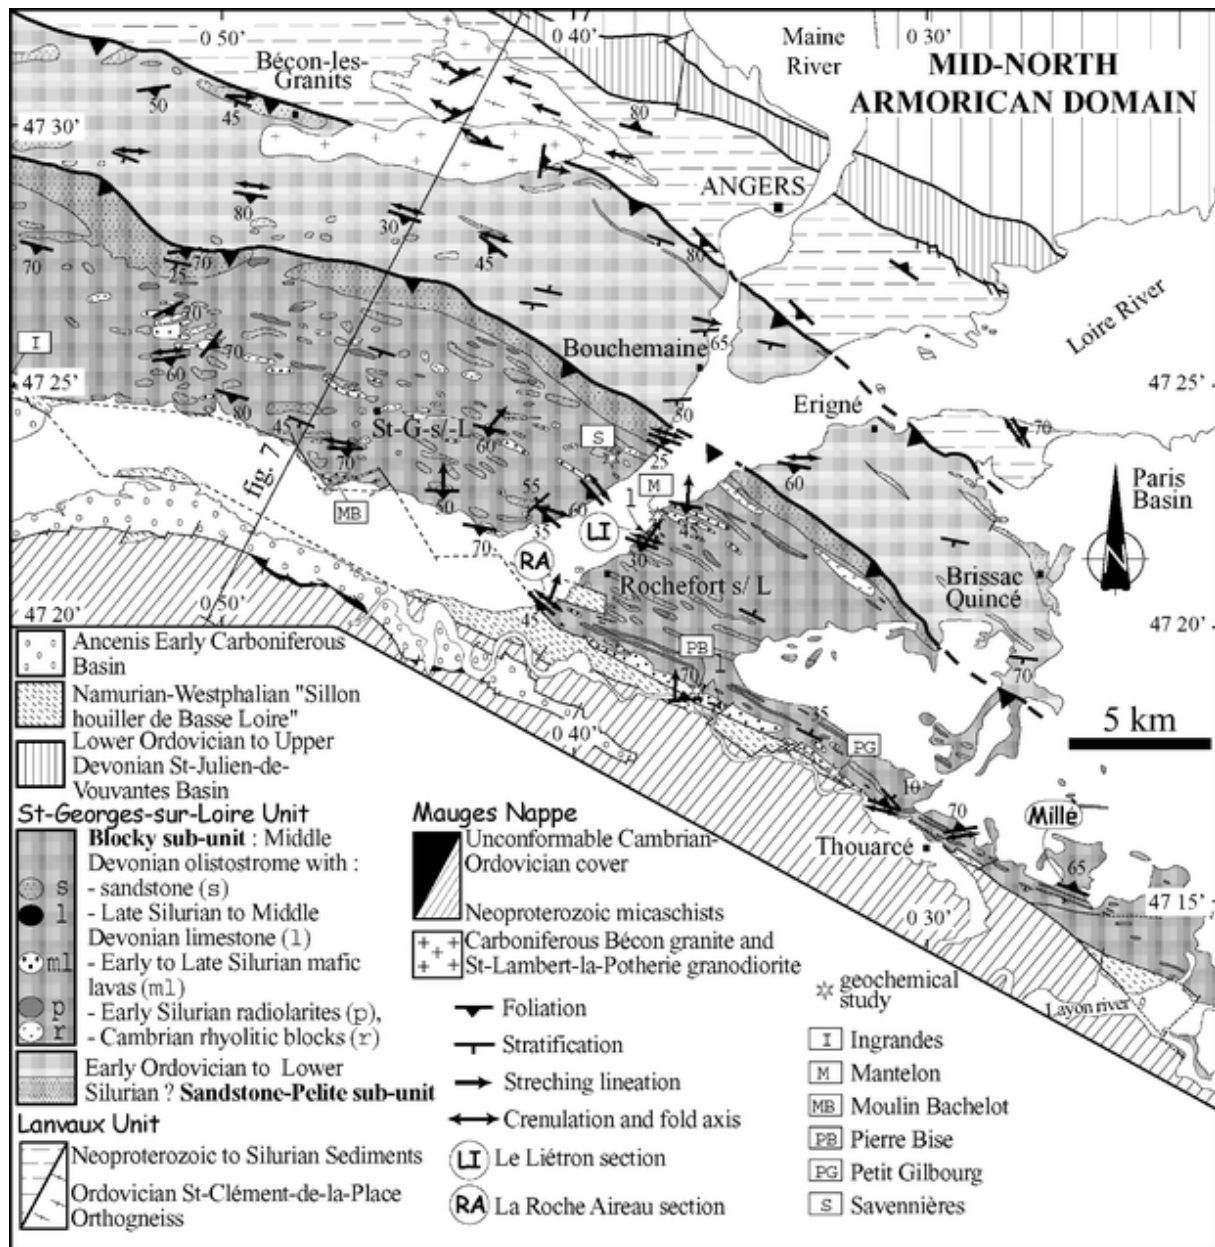 0 50'
0 40'
Maine
River
0 30'
MID-NORTH
ARMORICAN DOMAIN
Bécon-les-
Granits
50
45
80
47 30'
ANGERS
80
30
45
80
70
70
45
Loire River
I
70
70
60
Bouchemaine
65
47 25'
47 25'
Erigné
80
45
St-G-s/-L
60
S
50
25
70
70
60
M
fig. 7
MB
50
55
35
60
LI
1
45
30
70
RA
Rochefort s/ L
Brissac
Quincé
Paris
Basin
N
47 20'
0 50'
45
47 20'
PB
70
70
35
5 km
0 40'
PG
10
70
Millé
Thouarcé
65
47 15'
0 30'
Layon river
Ancenis Early Carboniferous
Basin
Namurian-Westphalian "Sillon
houiller de Basse Loire"
Lower Ordovician to Upper
Devonian St-Julien-de-
Vouvantes Basin
St-Georges-sur-Loire Unit
Blocky sub-unit : Middle
Devonian olistostrome with :
s - sandstone (s)
l - Late Silurian to Middle
Devonian limestone (l)
ml - Early to Late Silurian mafic
lavas (ml)
p - Early Silurian radiolarites (p),
r - Cambrian rhyolitic blocks (r)
Early Ordovician to Lower
Silurian ? Sandstone-Pelite sub-unit
Lanvaux Unit
Neoproterozoic to Silurian Sediments
Ordovician St-Clément-de-la-Place
Orthogneiss
Mauges Nappe
Unconformable Cambrian-
Ordovician cover
Neoproterozoic micaschists
Carboniferous Bécon granite and
St-Lambert-la-Potherie granodiorite
Foliation
Stratification
Streching lineation
Crenulation and fold axis
LI Le Liétron section
RA La Roche Aireau section
geochemical
study
I Ingrandes
M Mantelon
MB Moulin Bachelot
PB Pierre Bise
PG Petit Gilbourg
S Savennières